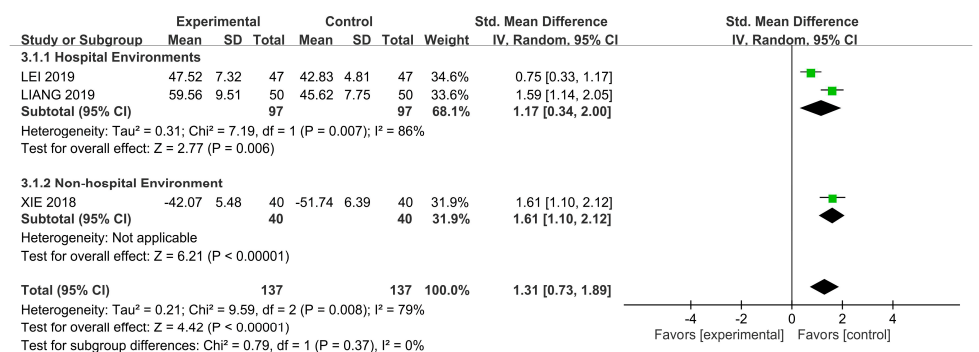 Experimental Control Std. Mean Difference Std. Mean Difference
Study or Subgroup Mean SD Total Mean SD Total Weight IV, Random, 95% CI IV, Random, 95% CI
3.1.1 Hospital Environments
LEI 2019 47.52 7.32 47 42.83 4.81 47 34.6% 0.75 [0.33, 1.17]
LIANG 2019 59.56 9.51 50 45.62 7.75 50 33.6% 1.59 [1.14, 2.05]
Subtotal (95% CI) 97 97 68.1% 1.17 [0.34, 2.00]
Heterogeneity: Tau² = 0.31; Chi² = 7.19, df = 1 (P = 0.007); I² = 86%
Test for overall effect: Z = 2.77 (P = 0.006)
3.1.2 Non-hospital Environment
XIE 2018 -42.07 5.48 40 -51.74 6.39 40 31.9% 1.61 [1.10, 2.12]
Subtotal (95% CI) 40 40 31.9% 1.61 [1.10, 2.12]
Heterogeneity: Not applicable
Test for overall effect: Z = 6.21 (P < 0.00001)
Total (95% CI) 137 137 100.0% 1.31 [0.73, 1.89]
Heterogeneity: Tau² = 0.21; Chi² = 9.59, df = 2 (P = 0.008); I² = 79%
Test for overall effect: Z = 4.42 (P < 0.00001)
Test for subgroup differences: Chi² = 0.79, df = 1 (P = 0.37), I² = 0%
-4 -2 0 2 4
Favors [experimental] Favors [control]